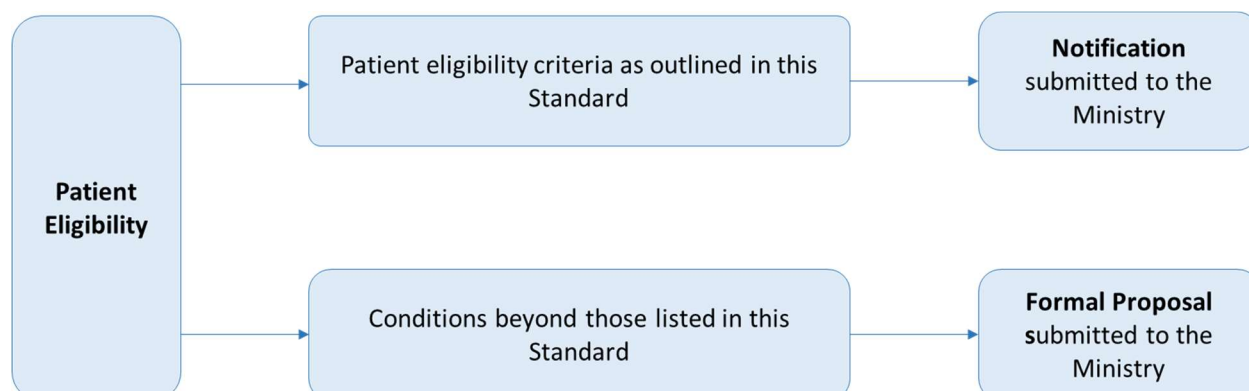 Patient
Eligibility
Patient eligibility criteria as outlined in this
Standard
Notification
submitted to the
Ministry
Conditions beyond those listed in this
Standard
Formal Proposal
submitted to the
Ministry